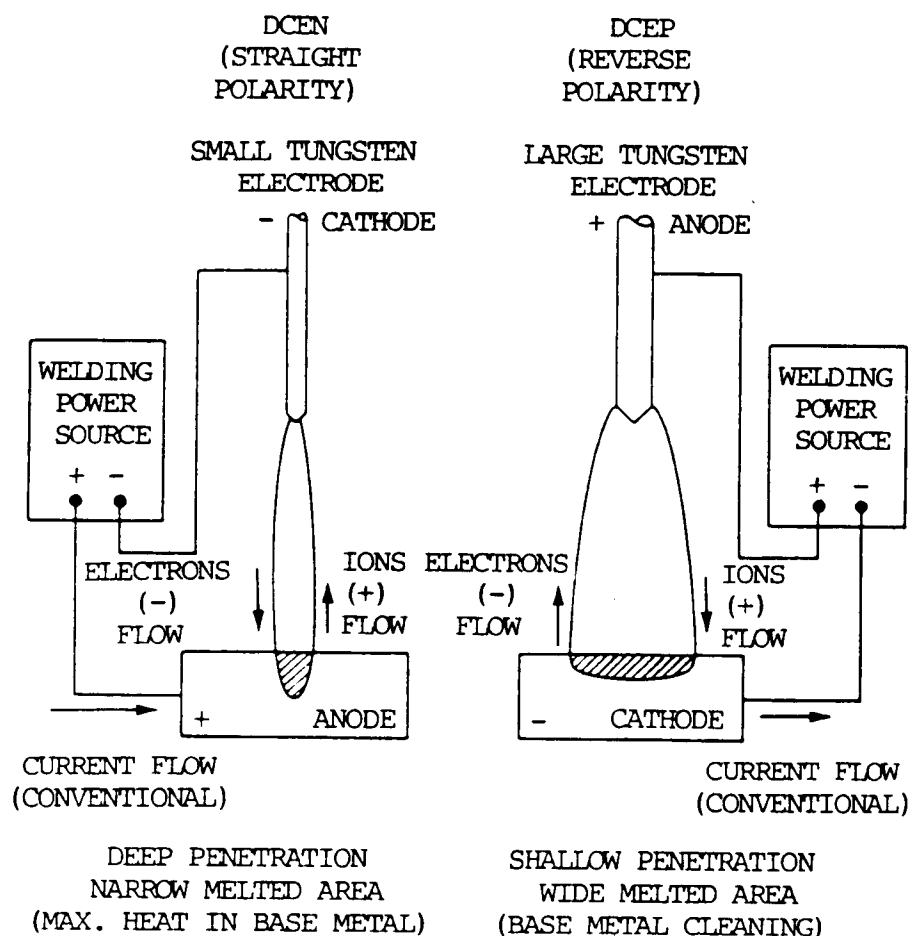 DCEN
(STRAIGHT
POLARITY)
SMALL TUNGSTEN
ELECTRODE
- CATHODE
WELDING
POWER
SOURCE
+ -
ELECTRONS
(-)
FLOW
IONS
(+)
FLOW
+ ANODE
CURRENT FLOW
(CONVENTIONAL)
DEEP PENETRATION
NARROW MELTED AREA
(MAX. HEAT IN BASE METAL)
DCEP
(REVERSE
POLARITY)
LARGE TUNGSTEN
ELECTRODE
+ ANODE
WELDING
POWER
SOURCE
+ -
ELECTRONS
(-)
FLOW
IONS
(+)
FLOW
- CATHODE
CURRENT FLOW
(CONVENTIONAL)
SHALLOW PENETRATION
WIDE MELTED AREA
(BASE METAL CLEANING)